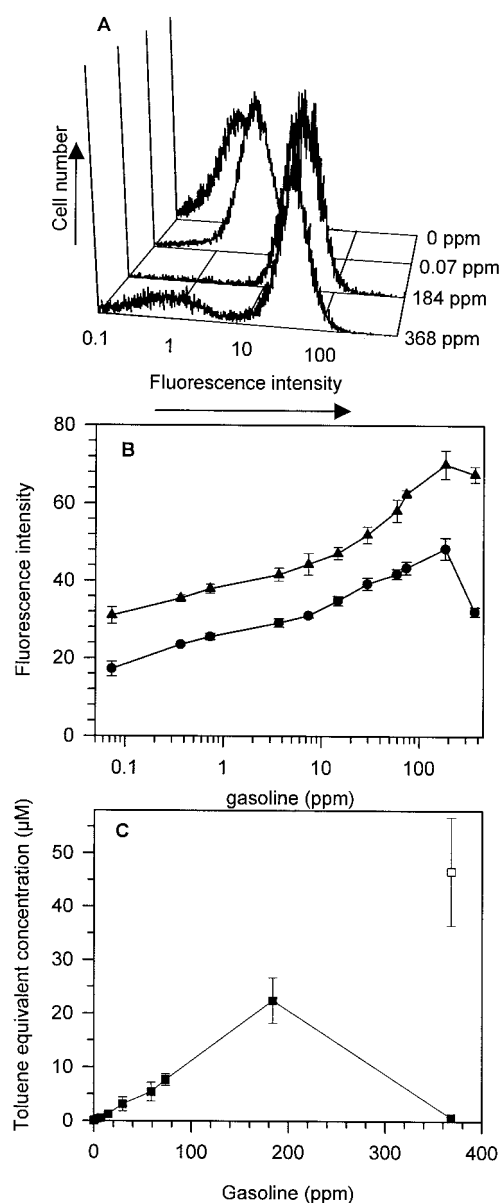 A
Cell number
0 ppm
0.07 ppm
184 ppm
368 ppm
0.1 1 10 100
Fluorescence intensity
B
Fluorescence intensity
80
60
40
20
0
0.1 1 10 100
gasoline (ppm)
C
Toluene equivalent concentration (µM)
50
40
30
20
10
0
0 100 200 300 400
Gasoline (ppm)